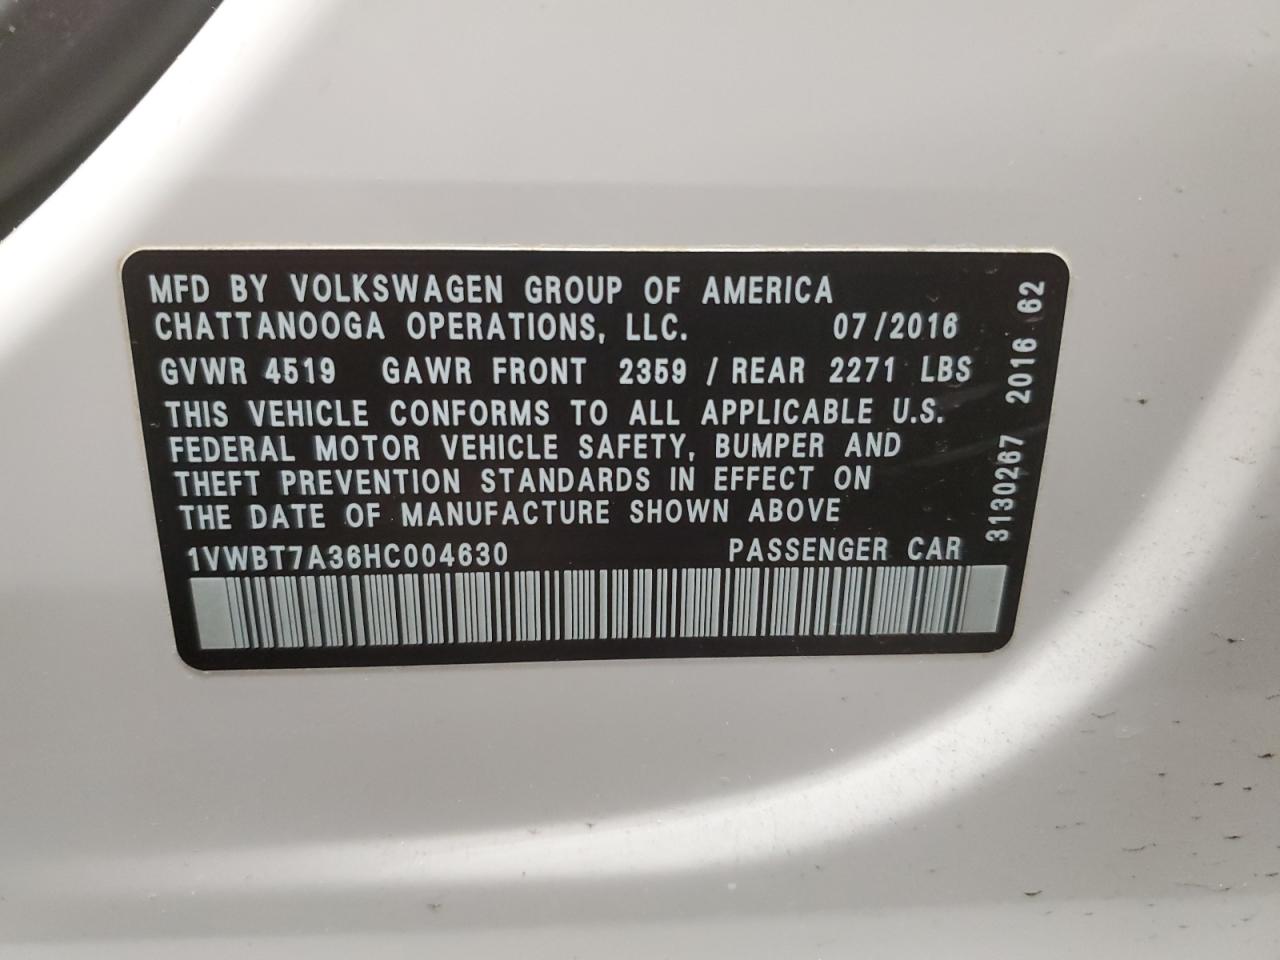 MFD BY VOLKSWAGEN GROUP OF AMERICA
CHATTANOOGA OPERATIONS, LLC. 07/2016
GVWR 4519 GAWR FRONT 2359 / REAR 2271 LBS
THIS VEHICLE CONFORMS TO ALL APPLICABLE U.S.
FEDERAL MOTOR VEHICLE SAFETY, BUMPER AND
THEFT PREVENTION STANDARDS IN EFFECT ON
THE DATE OF MANUFACTURE SHOWN ABOVE
1VWBT7A36HC004630 PASSENGER CAR
3130267 2016 62